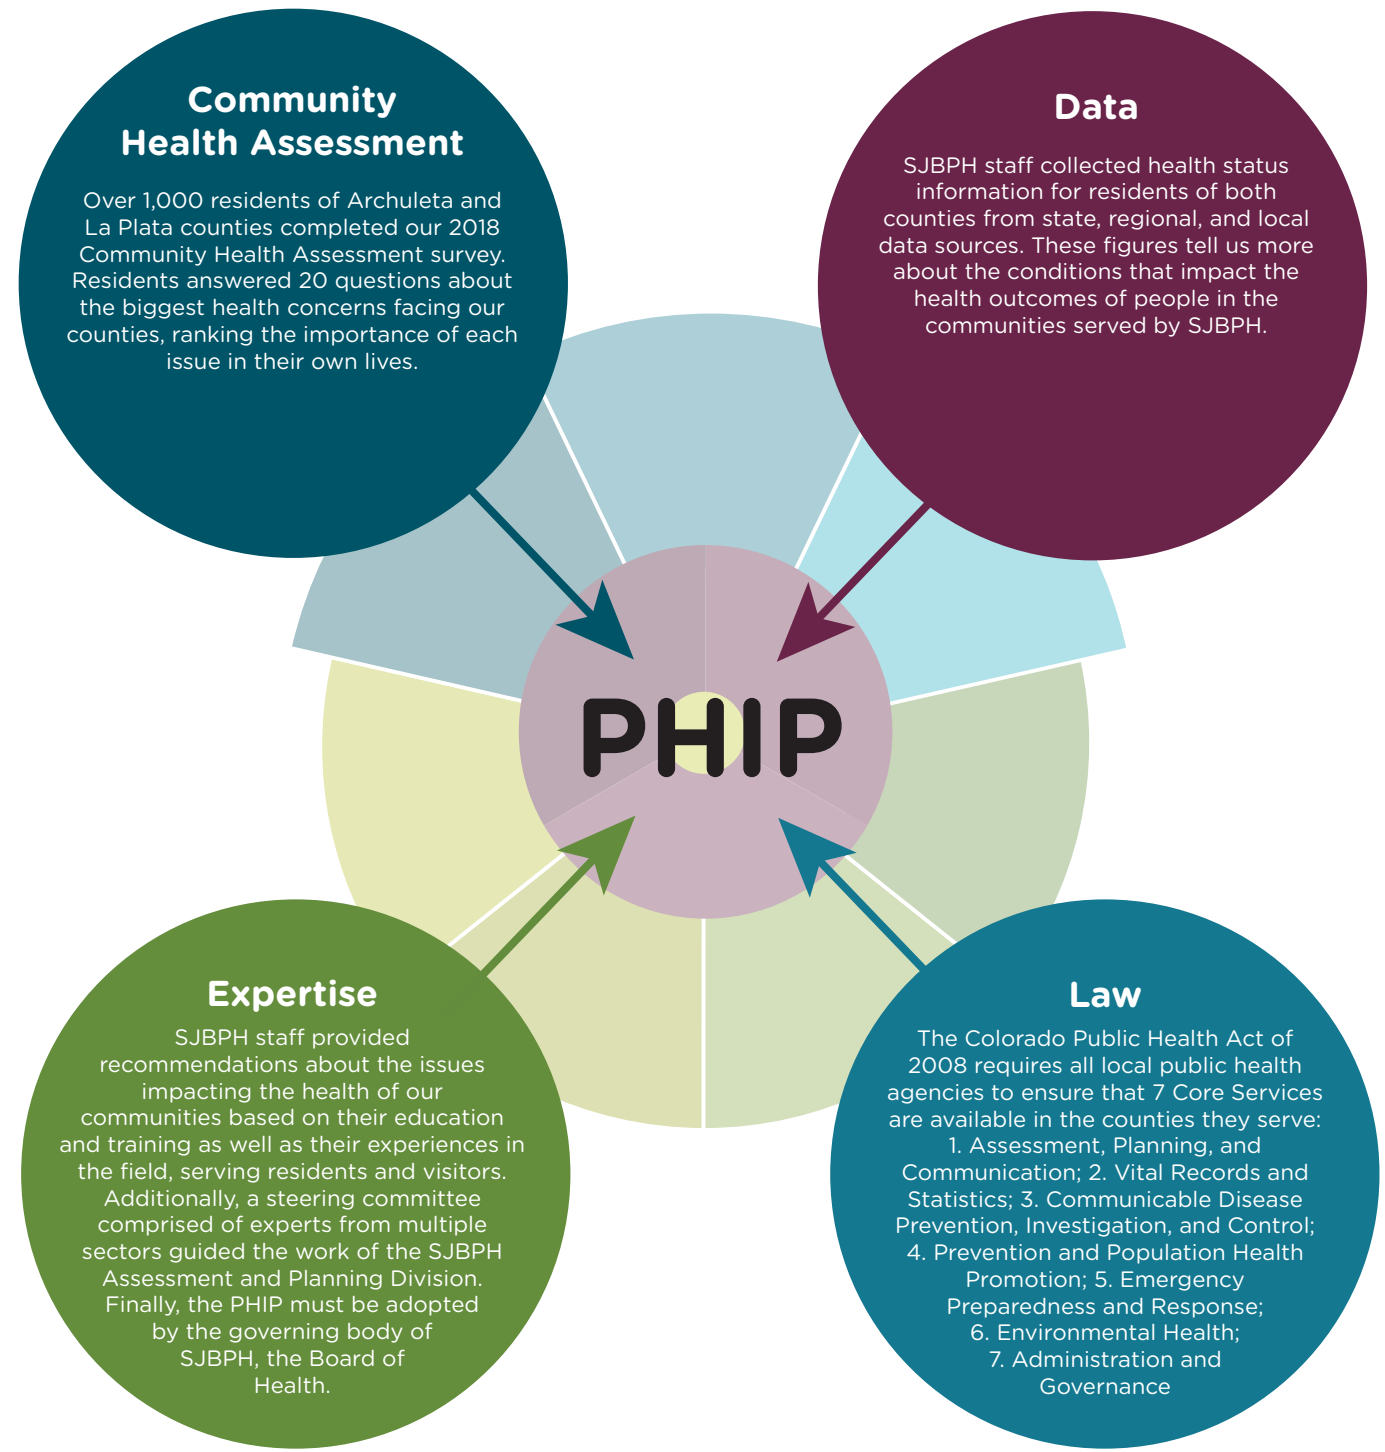 Community
Health Assessment
Over 1,000 residents of Archuleta and
La Plata counties completed our 2018
Community Health Assessment survey.
Residents answered 20 questions about
the biggest health concerns facing our
counties, ranking the importance of each
issue in their own lives.
Data
SJBPH staff collected health status
information for residents of both
counties from state, regional, and local
data sources. These figures tell us more
about the conditions that impact the
health outcomes of people in the
communities served by SJBPH.
PHIP
Expertise
SJBPH staff provided
recommendations about the issues
impacting the health of our
communities based on their education
and training as well as their experiences in
the field, serving residents and visitors.
Additionally, a steering committee
comprised of experts from multiple
sectors guided the work of the SJBPH
Assessment and Planning Division.
Finally, the PHIP must be adopted
by the governing body of
SJBPH, the Board of
Health.
Law
The Colorado Public Health Act of
2008 requires all local public health
agencies to ensure that 7 Core Services
are available in the counties they serve:
1. Assessment, Planning, and
Communication; 2. Vital Records and
Statistics; 3. Communicable Disease
Prevention, Investigation, and Control;
4. Prevention and Population Health
Promotion; 5. Emergency
Preparedness and Response;
6. Environmental Health;
7. Administration and
Governance